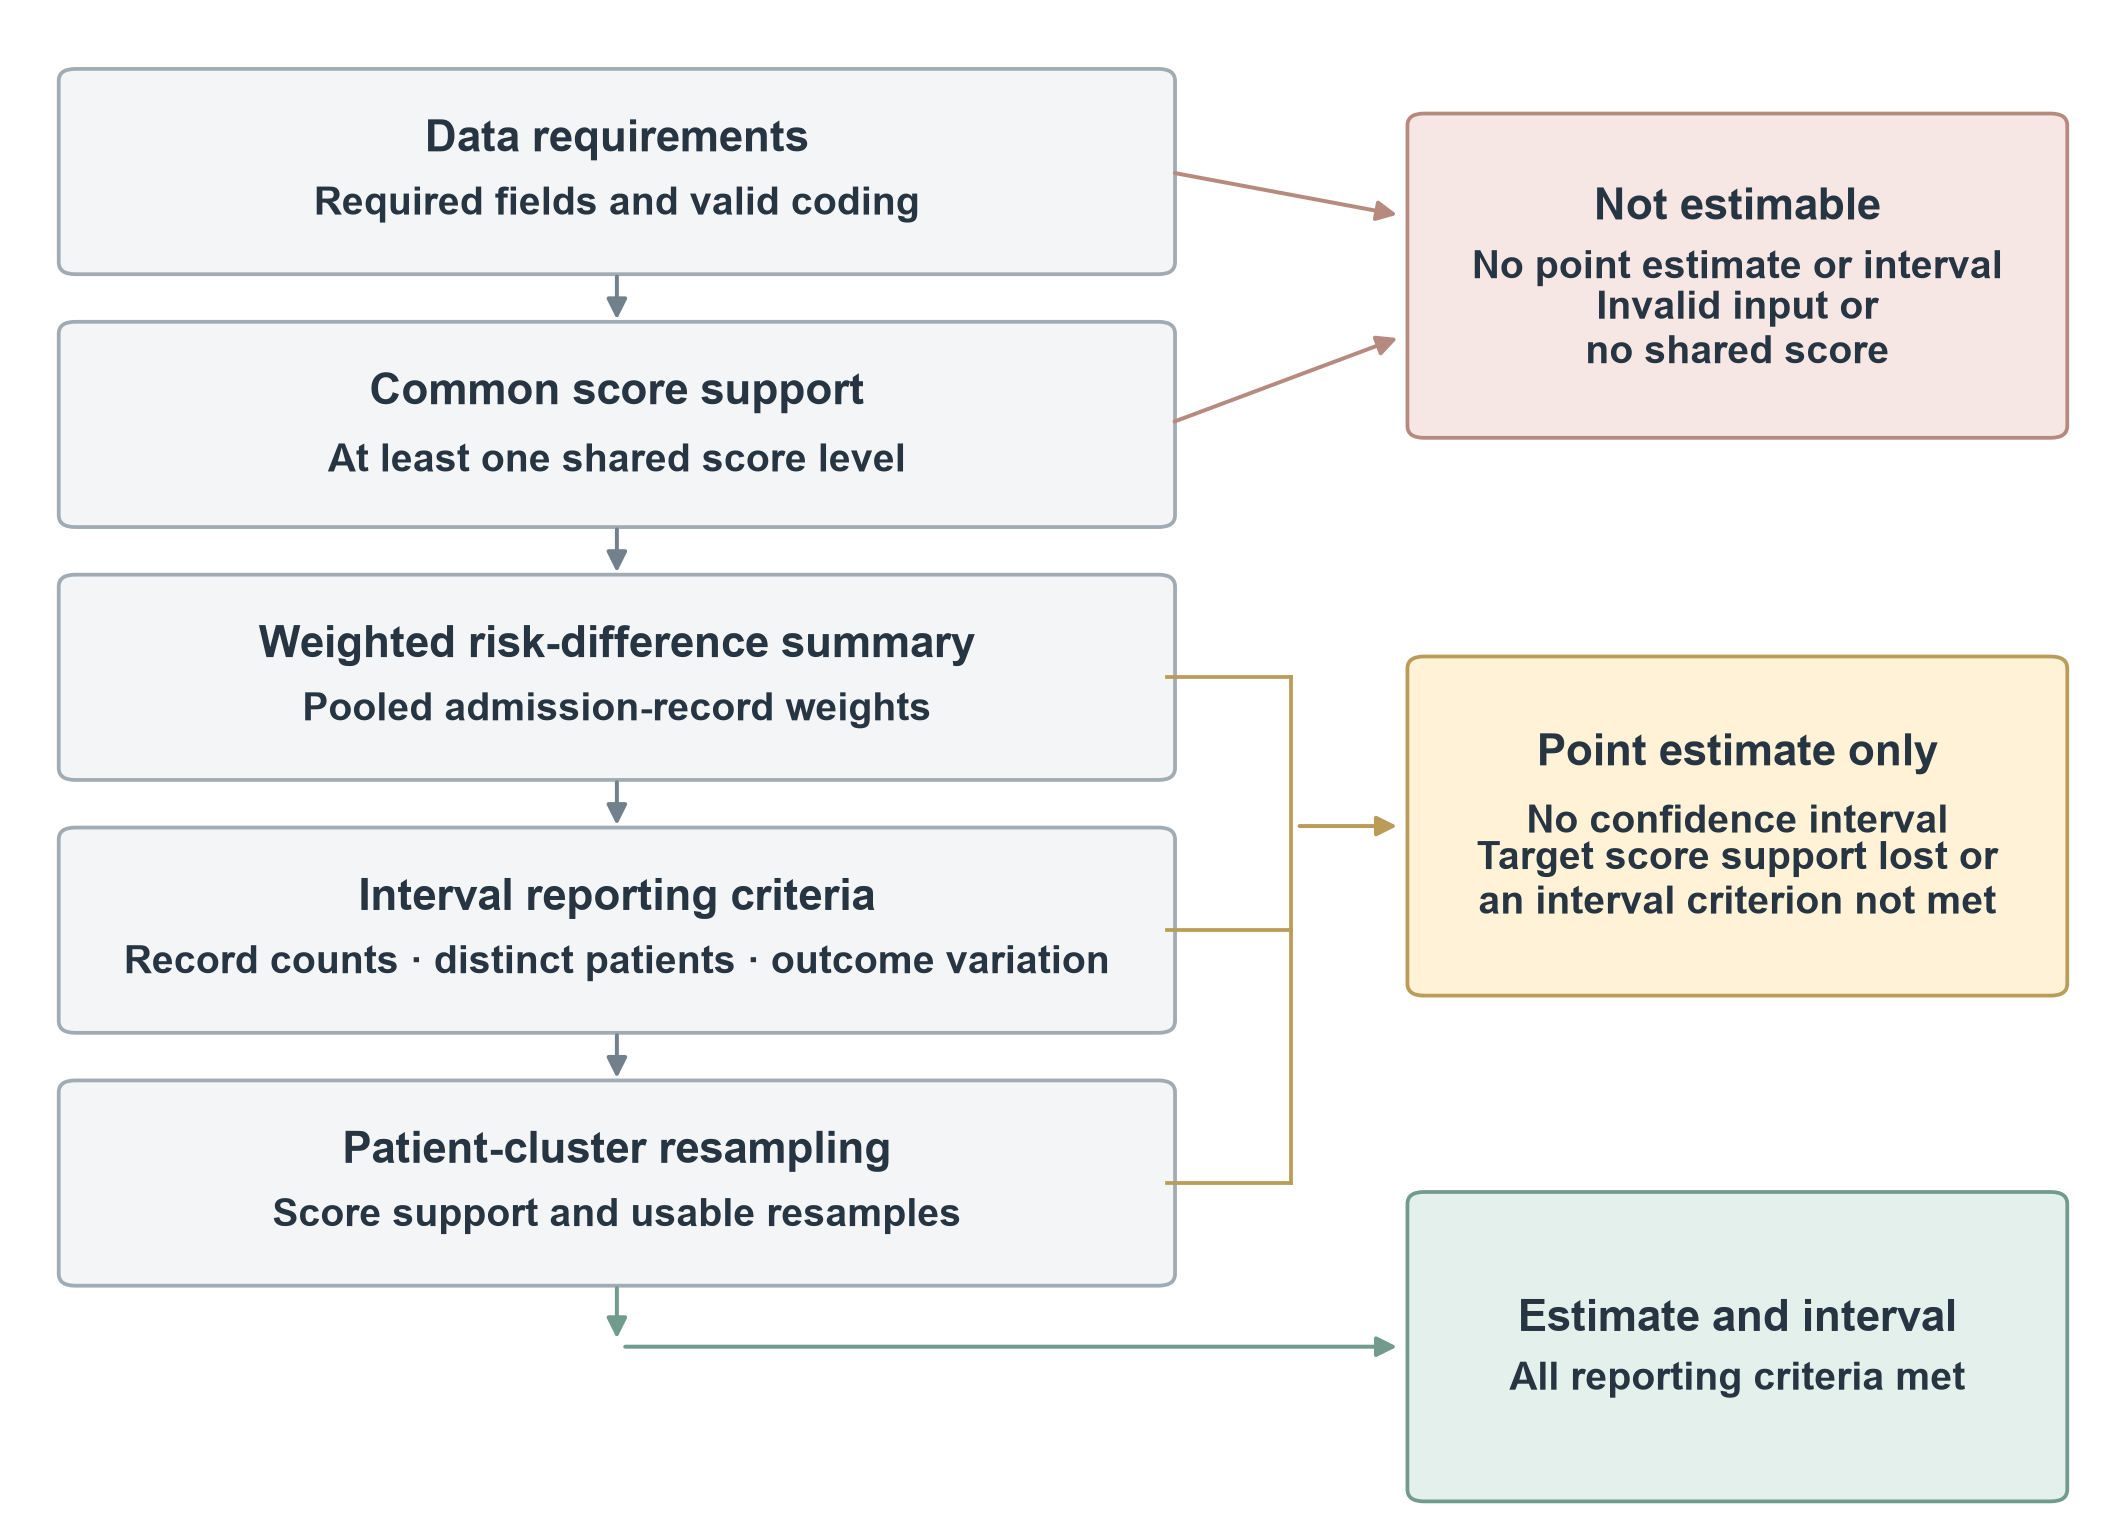 Data requirements
Required fields and valid coding
Common score support
At least one shared score level
Weighted risk-difference summary
Pooled admission-record weights
Interval reporting criteria
Record counts · distinct patients · outcome variation
Patient-cluster resampling
Score support and usable resamples
Not estimable
No point estimate or interval
Invalid input or
no shared score
Point estimate only
No confidence interval
Target score support lost or
an interval criterion not met
Estimate and interval
All reporting criteria met